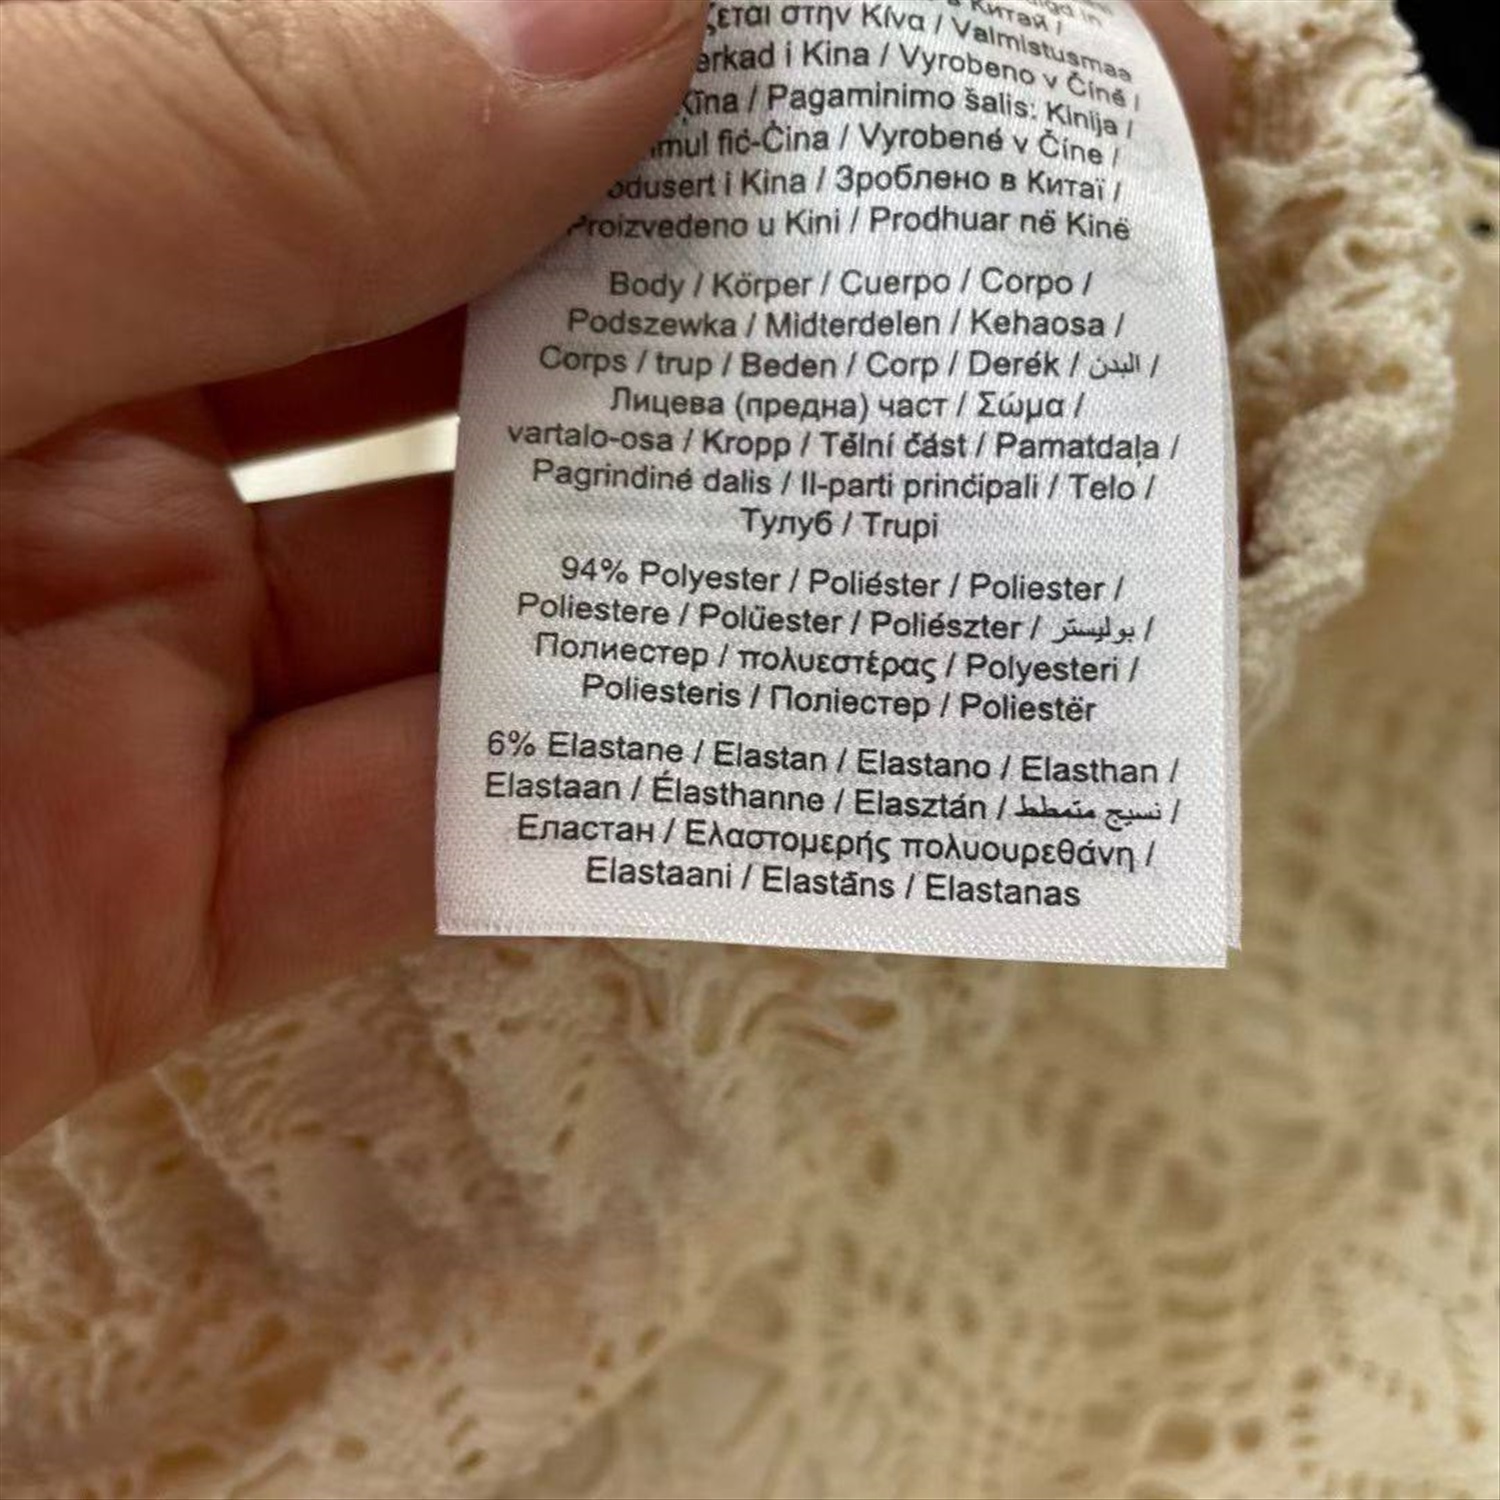 в Китай /
ζεται στην Κίνα / Valmistusmaa
erkad i Kina / Vyrobeno v Číně /
Ķīna / Pagaminimo šalis: Kinija /
mul fiċ-Ċina / Vyrobené v Číne /
odusert i Kina / Зроблено в Китаї /
Proizvedeno u Kini / Prodhuar në Kinë
Body / Körper / Cuerpo / Corpo /
Podszewka / Midterdelen / Kehaosa /
Corps / trup / Beden / Corp / Derék / البدن /
Лицева (предна) част / Σώμα /
vartalo-osa / Kropp / Tělní část / Pamatdaļa /
Pagrindinė dalis / Il-parti prinċipali / Telo /
Тулуб / Trupi
94% Polyester / Poliéster / Poliester /
Poliestere / Polüester / Poliészter / بوليستر /
Полиестер / πολυεστέρας / Polyesteri /
Poliesteris / Поліестер / Poliestër
6% Elastane / Elastan / Elastano / Elasthan /
Elastaan / Élasthanne / Elasztán / نسيج متمطط /
Еластан / Ελαστομερής πολυουρεθάνη /
Elastaani / Elastāns / Elastanas